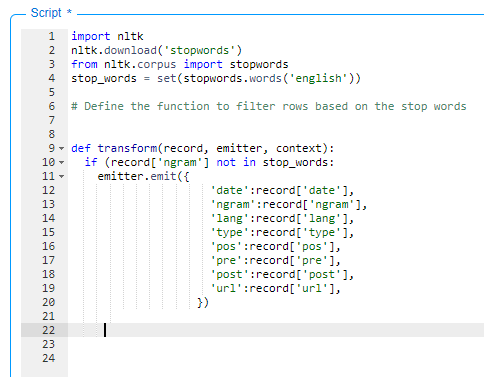 Script *
1 import nltk
2 nltk.download('stopwords')
3 from nltk.corpus import stopwords
4 stop_words = set(stopwords.words('english'))
5
6 # Define the function to filter rows based on the stop words
7
8
9 def transform(record, emitter, context):
10 if (record['ngram'] not in stop_words:
11 emitter.emit({
12 'date':record['date'],
13 'ngram':record['ngram'],
14 'lang':record['lang'],
15 'type':record['type'],
16 'pos':record['pos'],
17 'pre':record['pre'],
18 'post':record['post'],
19 'url':record['url'],
20 })
21
22
23
24